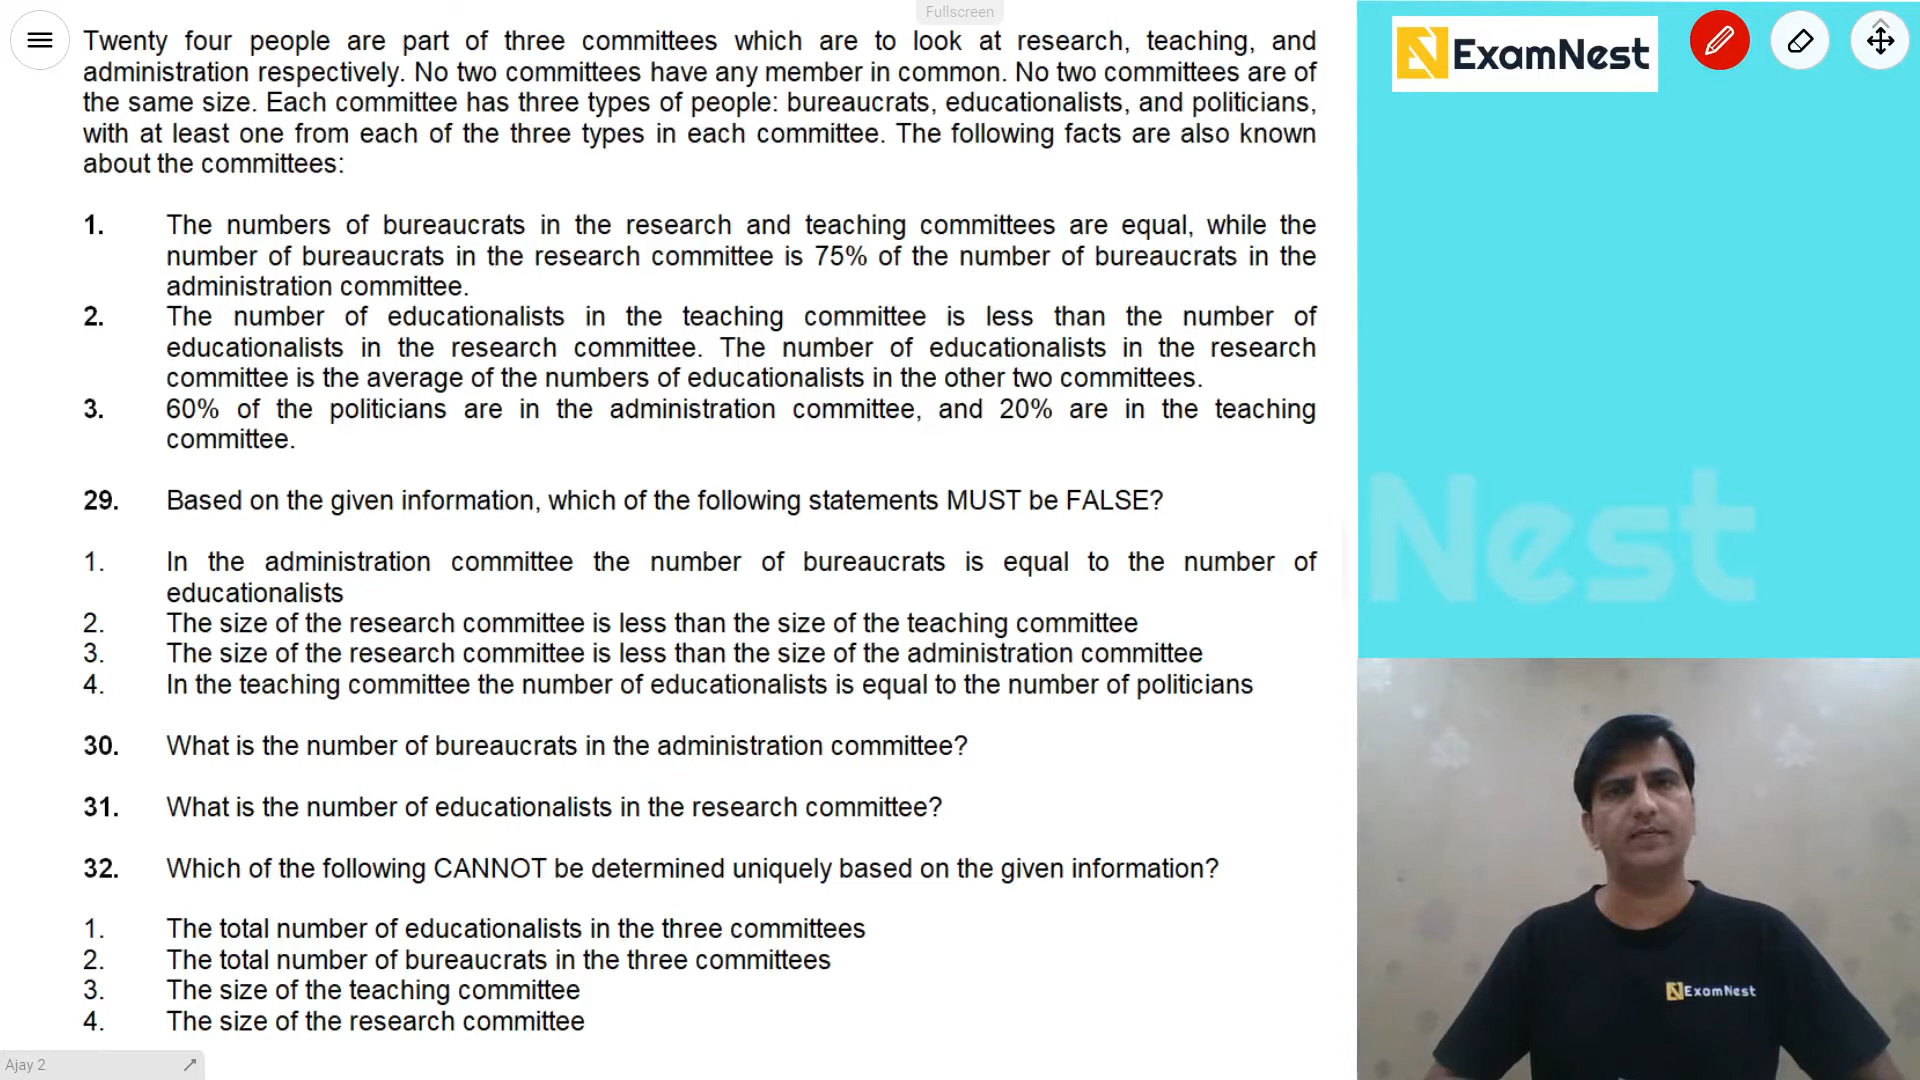 Fullscreen
Twenty four people are part of three committees which are to look at research, teaching, and
administration respectively. No two committees have any member in common. No two committees are of
the same size. Each committee has three types of people: bureaucrats, educationalists, and politicians,
with at least one from each of the three types in each committee. The following facts are also known
about the committees:
1. The numbers of bureaucrats in the research and teaching committees are equal, while the
number of bureaucrats in the research committee is 75% of the number of bureaucrats in the
administration committee.
2. The number of educationalists in the teaching committee is less than the number of
educationalists in the research committee. The number of educationalists in the research
committee is the average of the numbers of educationalists in the other two committees.
3. 60% of the politicians are in the administration committee, and 20% are in the teaching
committee.
29. Based on the given information, which of the following statements MUST be FALSE?
1. In the administration committee the number of bureaucrats is equal to the number of
educationalists
2. The size of the research committee is less than the size of the teaching committee
3. The size of the research committee is less than the size of the administration committee
4. In the teaching committee the number of educationalists is equal to the number of politicians
30. What is the number of bureaucrats in the administration committee?
31. What is the number of educationalists in the research committee?
32. Which of the following CANNOT be determined uniquely based on the given information?
1. The total number of educationalists in the three committees
2. The total number of bureaucrats in the three committees
3. The size of the teaching committee
4. The size of the research committee
Ajay 2
ExamNest
Nest
ExamNest